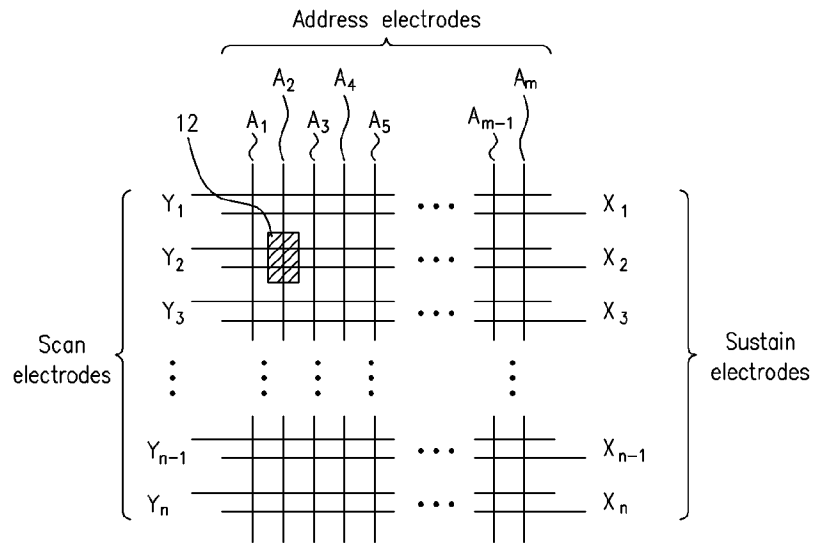 Address electrodes
A2 A4 Am
12 A1 A3 A5 Am-1
Y1 ... X1
Y2 ... X2
Y3 ... X3
Scan electrodes
Sustain electrodes
Yn-1 ... Xn-1
Yn ... Xn